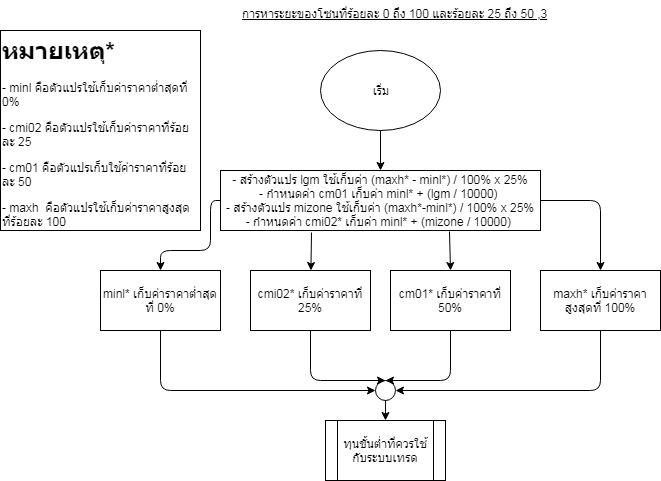 การหาระยะของโซนที่ร้อยละ 0 ถึง 100 และร้อยละ 25 ถึง 50 ,3
หมายเหตุ*
- minl คือตัวแปรใช้เก็บค่าราคาต่ำสุดที่
0%
- cmi02 คือตัวแปรใช้เก็บค่าราคาที่ร้อย
ละ 25
- cm01 คือตัวแปรเก็บใช้ค่าราคาที่ร้อย
ละ 50
- maxh คือตัวแปรใช้เก็บค่าราคาสูงสุด
ที่ร้อยละ 100
เริ่ม
- สร้างตัวแปร lgm ใช้เก็บค่า (maxh* - minl*) / 100% x 25%
- กำหนดค่า cm01 เก็บค่า minl* + (lgm / 10000)
- สร้างตัวแปร mizone ใช้เก็บค่า (maxh*-minl*) / 100% x 25%
- กำหนดค่า cmi02* เก็บค่า minl* + (mizone / 10000)
minl* เก็บค่าราคาต่ำสุด
ที่ 0%
cmi02* เก็บค่าราคาที่
25%
cm01* เก็บค่าราคาที่
50%
maxh* เก็บค่าราคา
สูงสุดที่ 100%
ทุนขั้นต่ำที่ควรใช้
กับระบบเทรด